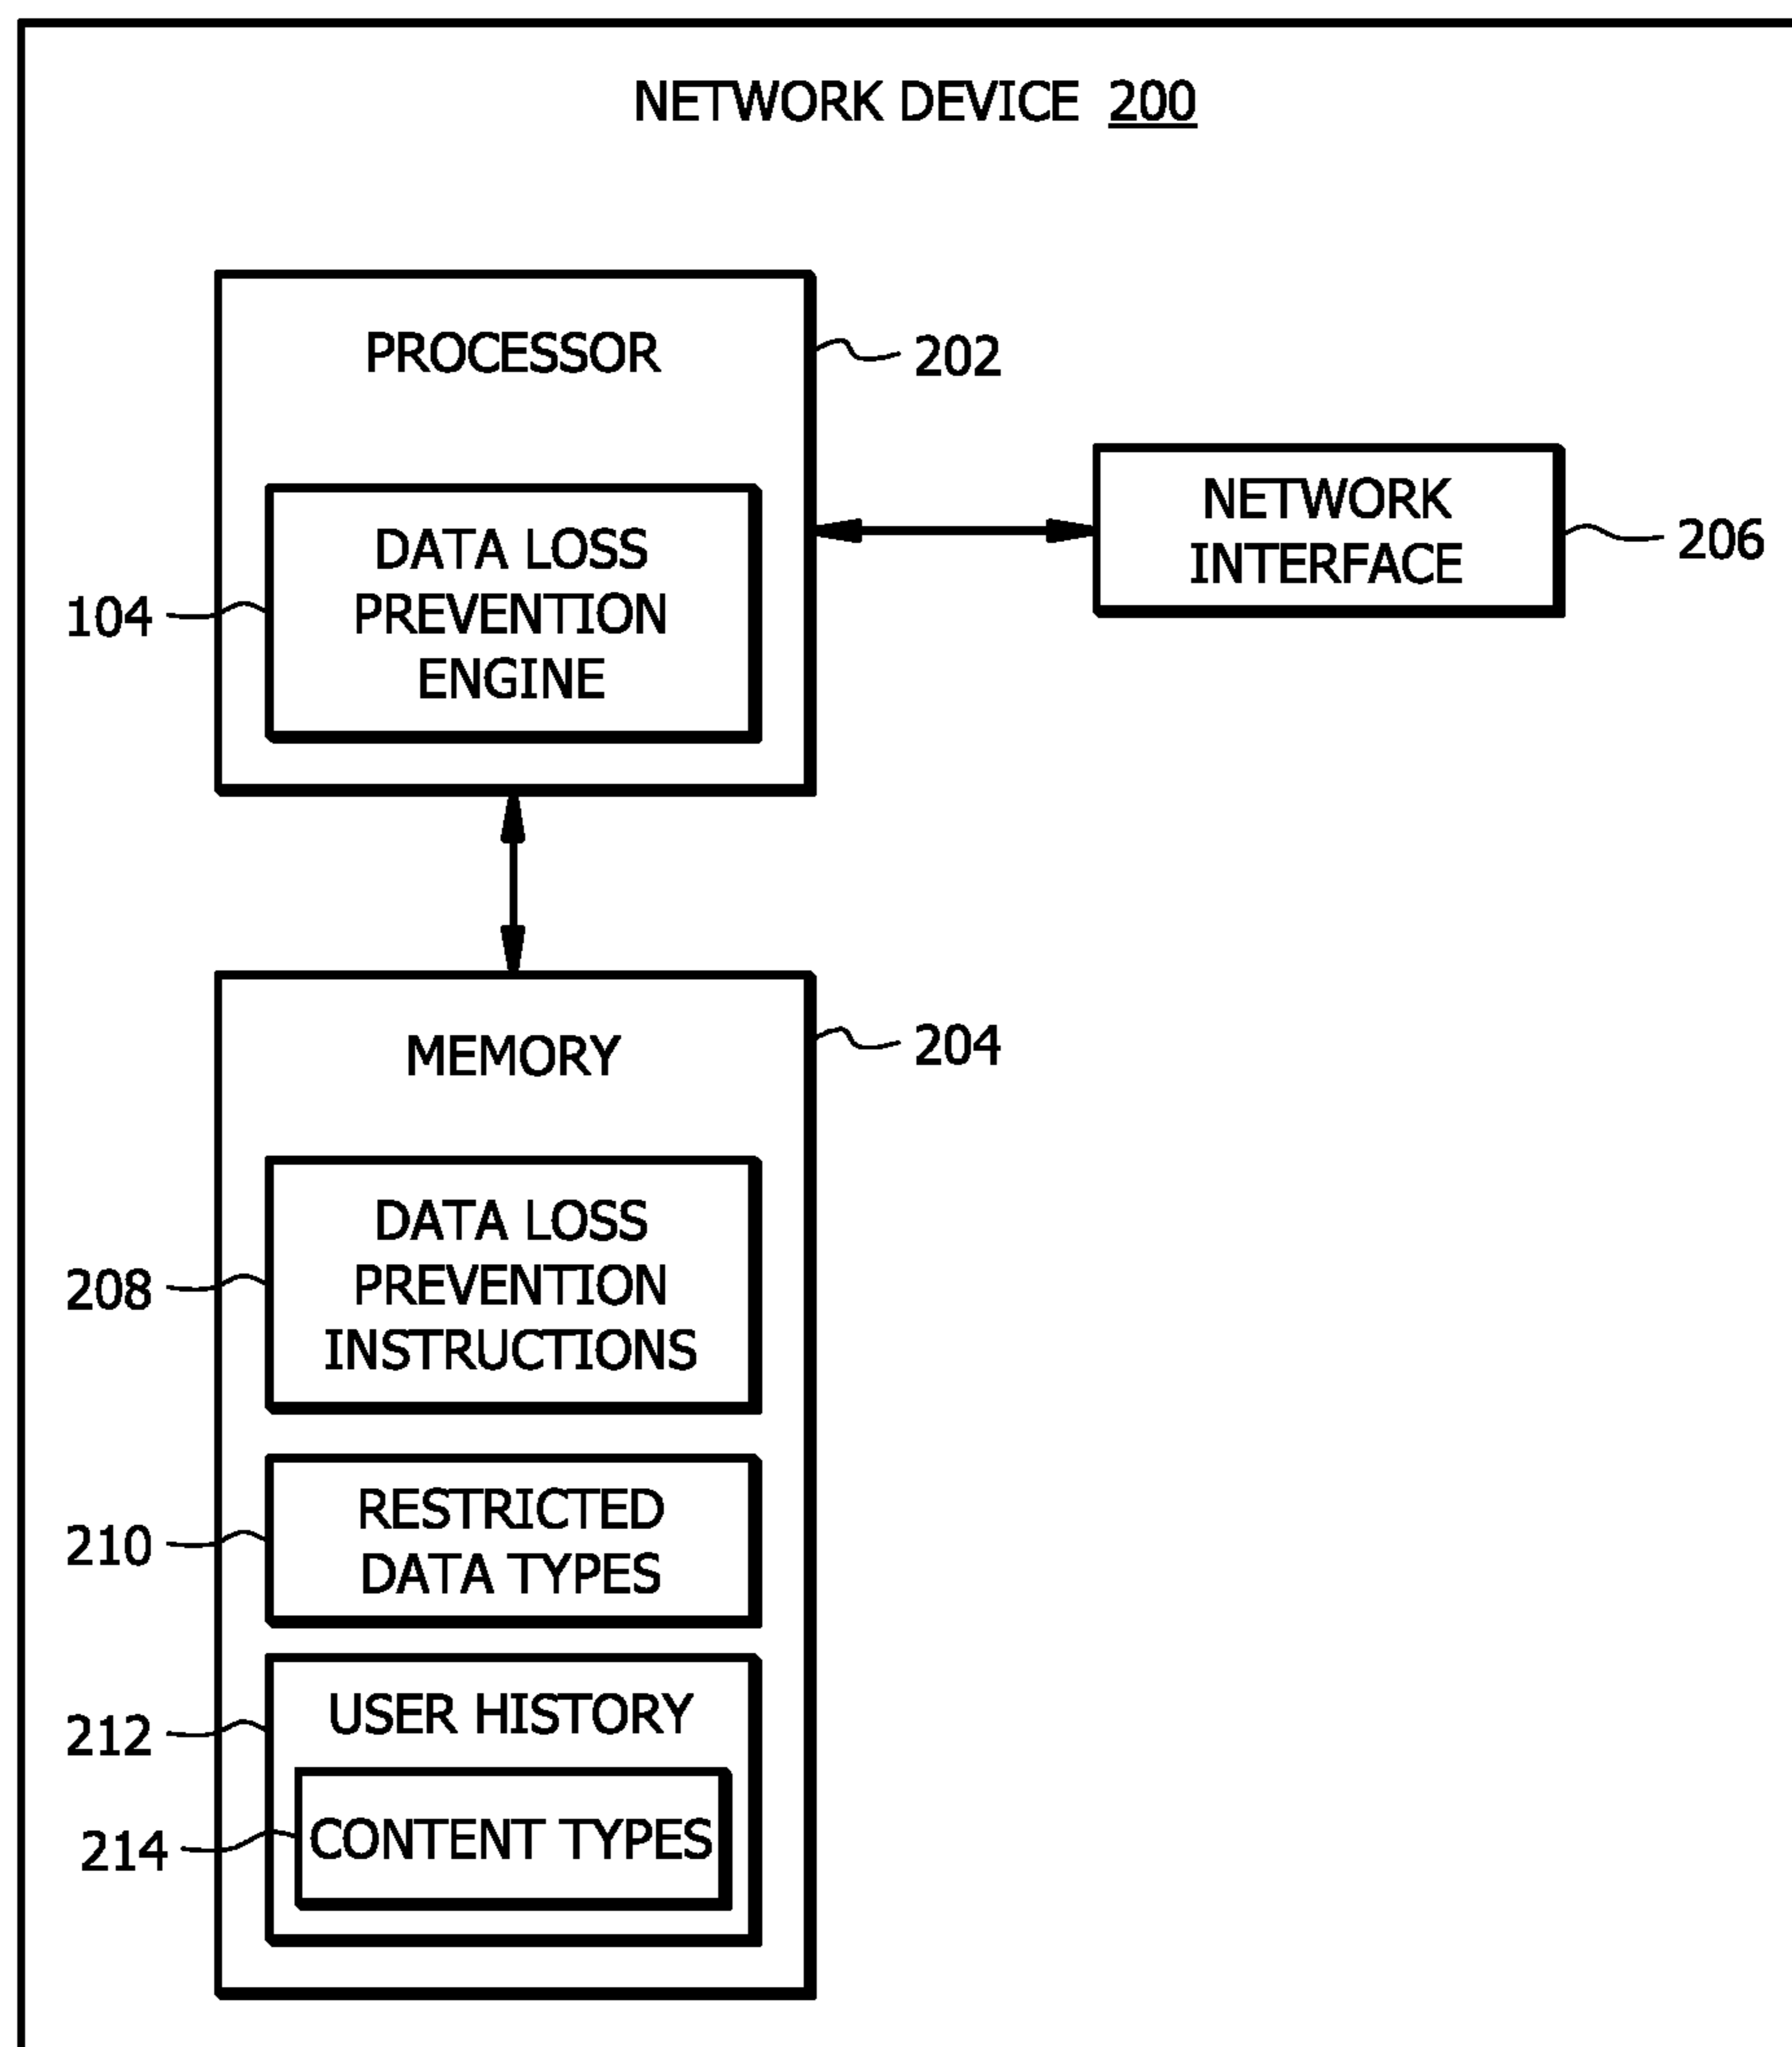 NETWORK DEVICE 200
PROCESSOR
202
DATA LOSS
PREVENTION
ENGINE
104
NETWORK
INTERFACE
206
MEMORY
204
DATA LOSS
PREVENTION
INSTRUCTIONS
208
RESTRICTED
DATA TYPES
210
USER HISTORY
212
CONTENT TYPES
214